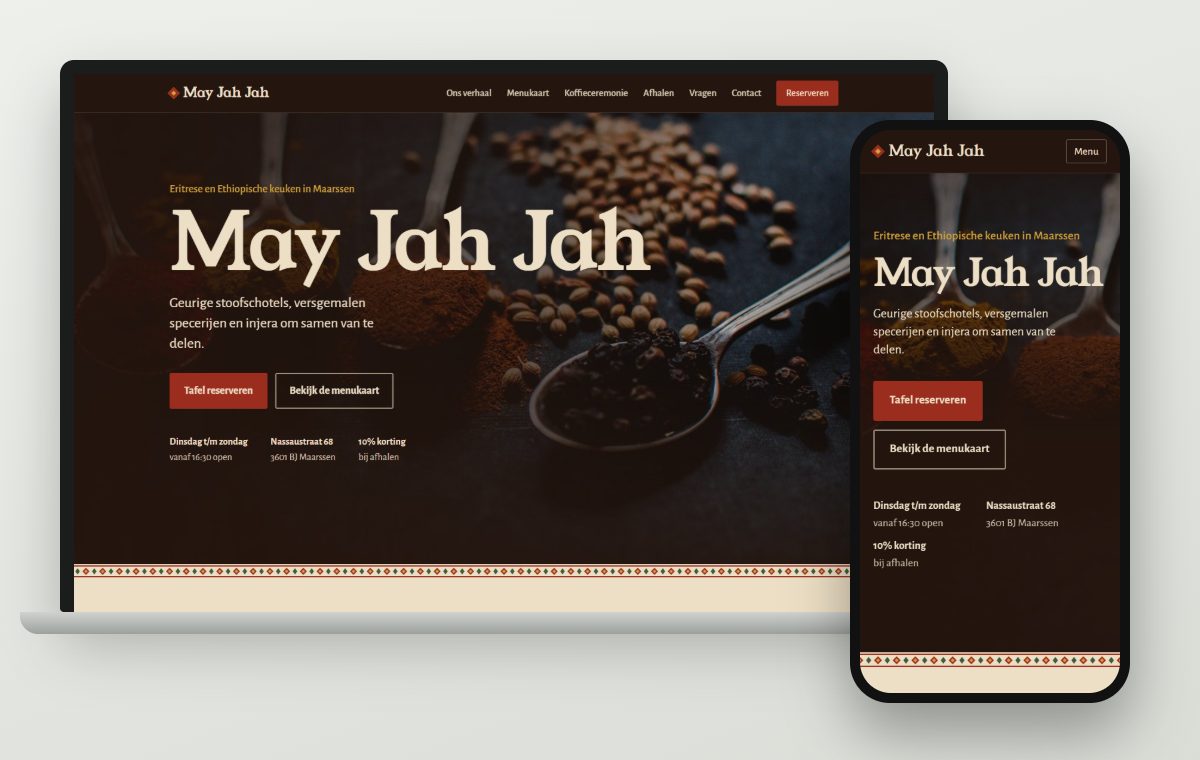 May Jah Jah
Ons verhaal Menukaart Koffieceremonie Afhalen Vragen Contact Reserveren
Eritrese en Ethiopische keuken in Maarssen
May Jah Jah
Geurige stoofschotels, versgemalen
specerijen en injera om samen van te
delen.
Tafel reserveren Bekijk de menukaart
Dinsdag t/m zondag Nassaustraat 68 10% korting
vanaf 16:30 open 3601 BJ Maarssen bij afhalen
May Jah Jah Menu
Eritrese en Ethiopische keuken in Maarssen
May Jah Jah
Geurige stoofschotels, versgemalen
specerijen en injera om samen van te
delen.
Tafel reserveren
Bekijk de menukaart
Dinsdag t/m zondag Nassaustraat 68
vanaf 16:30 open 3601 BJ Maarssen
10% korting
bij afhalen